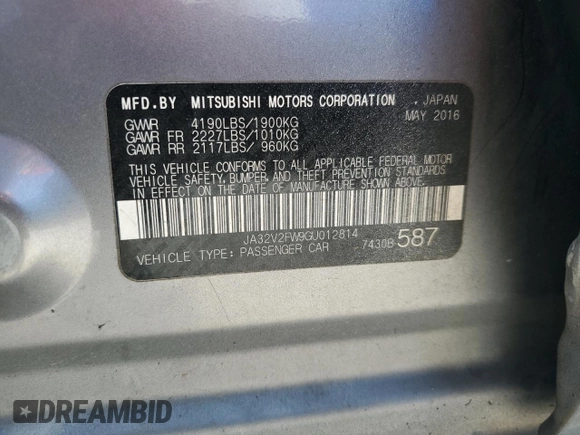 MFD.BY MITSUBISHI MOTORS CORPORATION . JAPAN
GVWR 4190LBS/1900KG MAY 2016
GAWR FR 2227LBS/1010KG
GAWR RR 2117LBS/ 960KG
THIS VEHICLE CONFORMS TO ALL APPLICABLE FEDERAL MOTOR
VEHICLE SAFETY, BUMPER, AND THEFT PREVENTION STANDARDS
IN EFFECT ON THE DATE OF MANUFACTURE SHOWN ABOVE.
JA32V2FW9GU012814
VEHICLE TYPE: PASSENGER CAR 7430B 587
DREAMBID